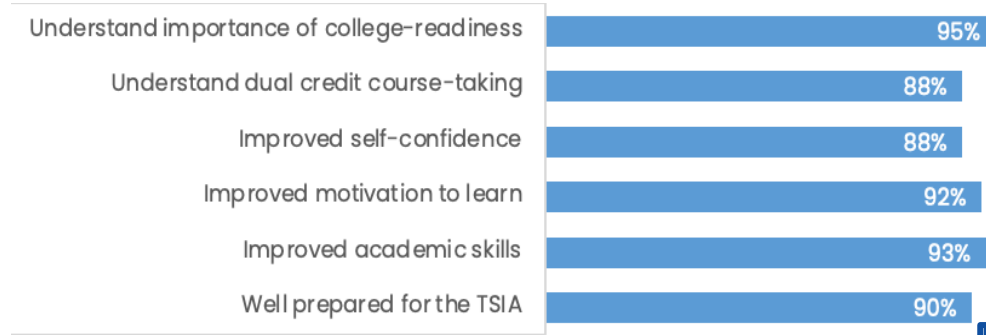 Understand importance of college-readiness 95%
Understand dual credit course-taking 88%
Improved self-confidence 88%
Improved motivation to learn 92%
Improved academic skills 93%
Well prepared for the TSIA 90%